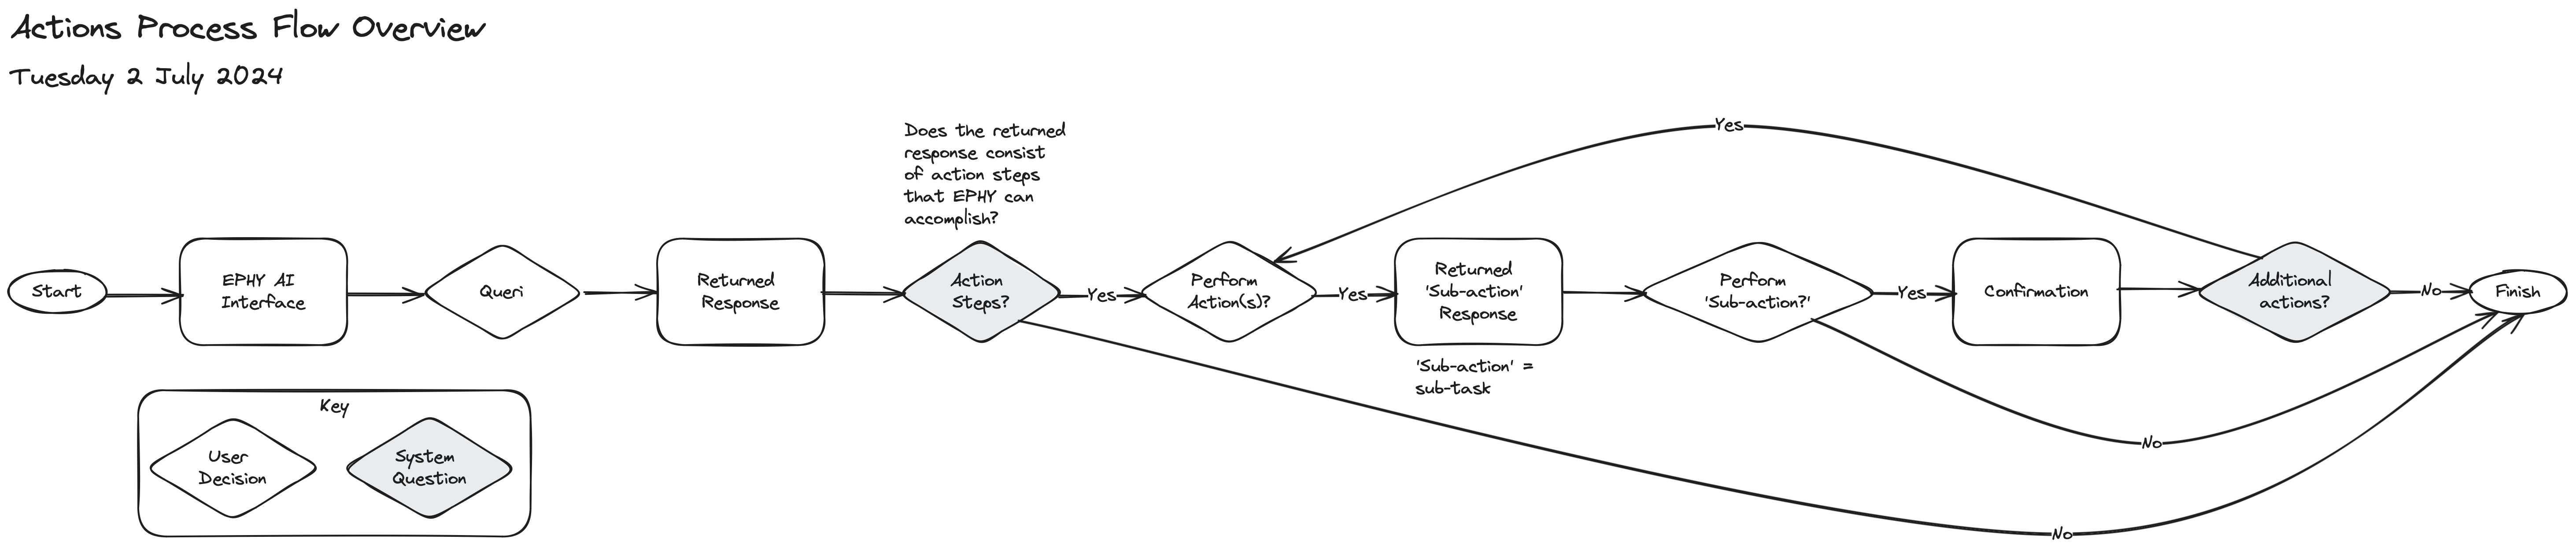 Actions Process Flow Overview
Tuesday 2 July 2024
Does the returned
response consist
of action steps
that EPHY can
accomplish?
Start
EPHY AI
Interface
Queri
Returned
Response
Action
Steps?
Yes
Perform
Action(s)?
Yes
Returned
'Sub-action'
Response
'Sub-action' =
sub-task
Perform
'Sub-action?'
Yes
Confirmation
Additional
actions?
Yes
No
Finish
No
No
Key
User
Decision
System
Question